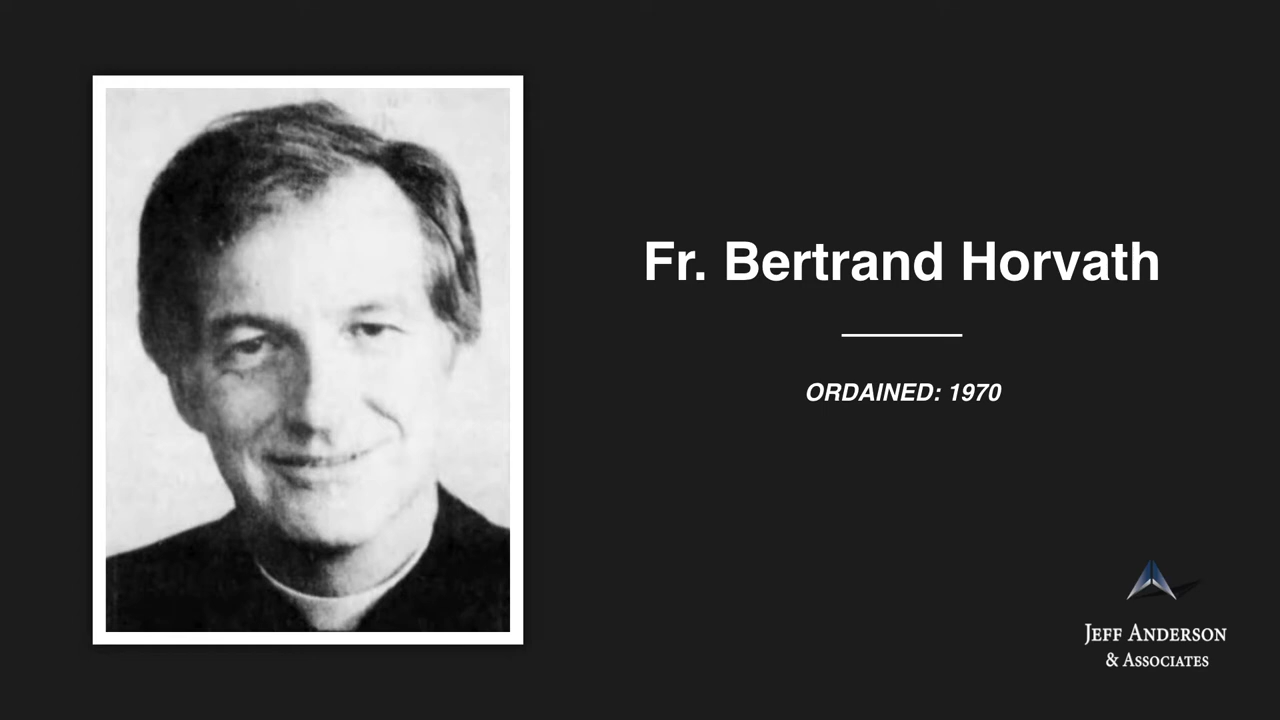 Fr. Bertrand Horvath
ORDAINED: 1970
JEFF ANDERSON
& ASSOCIATES